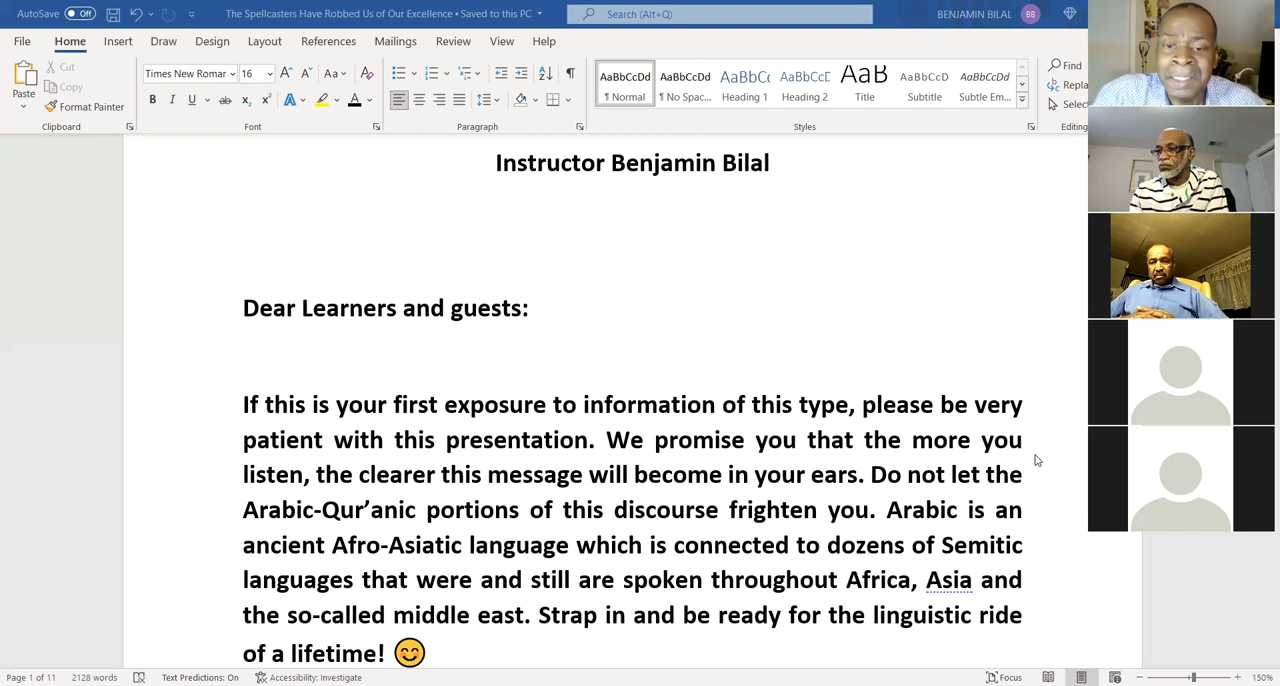 AutoSave Off The Spellcasters Have Robbed Us of Our Excellence • Saved to this PC Search (Alt+Q) BENJAMIN BILAL BB
File Home Insert Draw Design Layout References Mailings Review View Help
Paste Cut Copy Format Painter
Times New Roman 16 Aa
AaBbCcDd AaBbCcDd AaBbCc AaBbCcD AaB AaBbCcD AaBbCcDd
¶ Normal ¶ No Spac... Heading 1 Heading 2 Title Subtitle Subtle Em...
Find
Repla
Selec
Clipboard Font Paragraph Styles Editing
Instructor Benjamin Bilal
Dear Learners and guests:
If this is your first exposure to information of this type, please be very
patient with this presentation. We promise you that the more you
listen, the clearer this message will become in your ears. Do not let the
Arabic-Qur’anic portions of this discourse frighten you. Arabic is an
ancient Afro-Asiatic language which is connected to dozens of Semitic
languages that were and still are spoken throughout Africa, Asia and
the so-called middle east. Strap in and be ready for the linguistic ride
of a lifetime! 😊
Page 1 of 11 2128 words Text Predictions: On Accessibility: Investigate Focus 150%